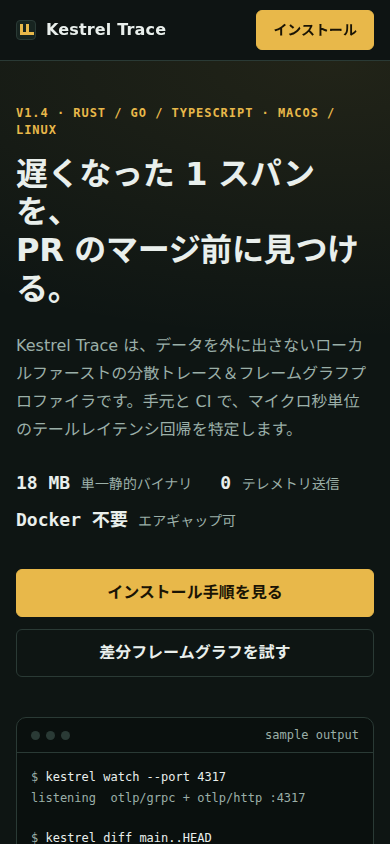 Kestrel Trace
インストール
V1.4 · RUST / GO / TYPESCRIPT · MACOS /
LINUX
遅くなった 1 スパン
を、
PR のマージ前に見つけ
る。
Kestrel Trace は、データを外に出さないローカ
ルファーストの分散トレース＆フレームグラフプ
ロファイラです。手元と CI で、マイクロ秒単位
のテールレイテンシ回帰を特定します。
18 MB 単一静的バイナリ 0 テレメトリ送信
Docker 不要 エアギャップ可
インストール手順を見る
差分フレームグラフを試す
sample output
$ kestrel watch --port 4317
listening  otlp/grpc + otlp/http :4317
$ kestrel diff main..HEAD